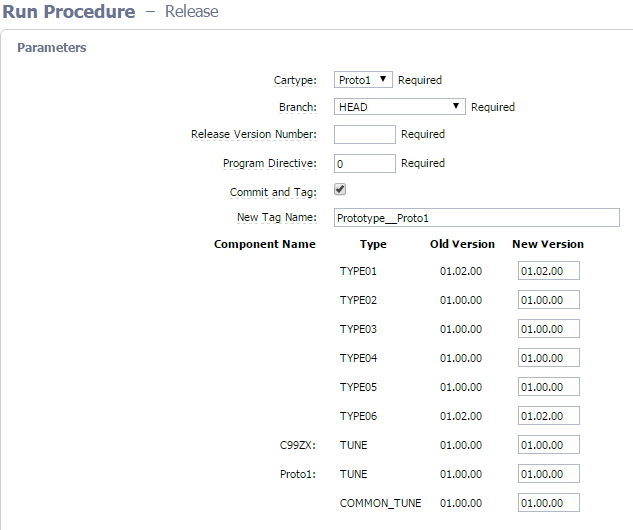 Run Procedure – Release
Parameters
Cartype: Proto1 Required
Branch: HEAD Required
Release Version Number: Required
Program Directive: 0 Required
Commit and Tag:
New Tag Name: Prototype__Proto1
Component Name Type Old Version New Version
TYPE01 01.02.00 01.02.00
TYPE02 01.00.00 01.00.00
TYPE03 01.00.00 01.00.00
TYPE04 01.00.00 01.00.00
TYPE05 01.00.00 01.00.00
TYPE06 01.02.00 01.02.00
C99ZX: TUNE 01.00.00 01.00.00
Proto1: TUNE 01.00.00 01.00.00
COMMON_TUNE 01.00.00 01.00.00